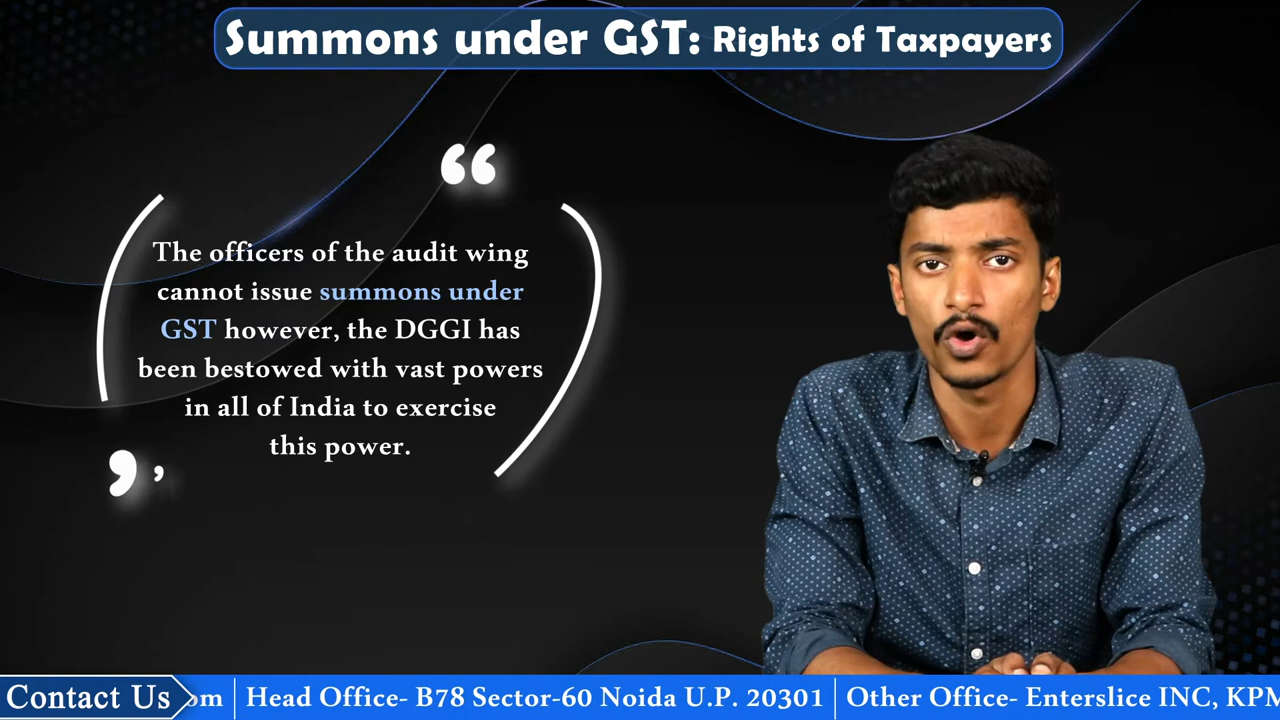 Summons under GST: Rights of Taxpayers
The officers of the audit wing
cannot issue summons under
GST however, the DGGI has
been bestowed with vast powers
in all of India to exercise
this power.
Contact Us
om | Head Office- B78 Sector-60 Noida U.P. 20301 | Other Office- Enterslice INC, KPM